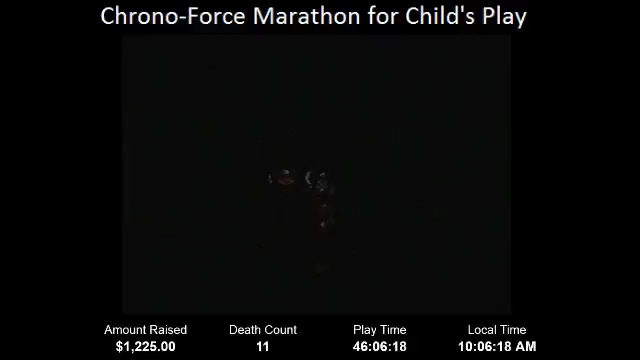 Chrono-Force Marathon for Child's Play
Amount Raised Death Count Play Time Local Time
$1,225.00 11 46:06:18 10:06:18 AM